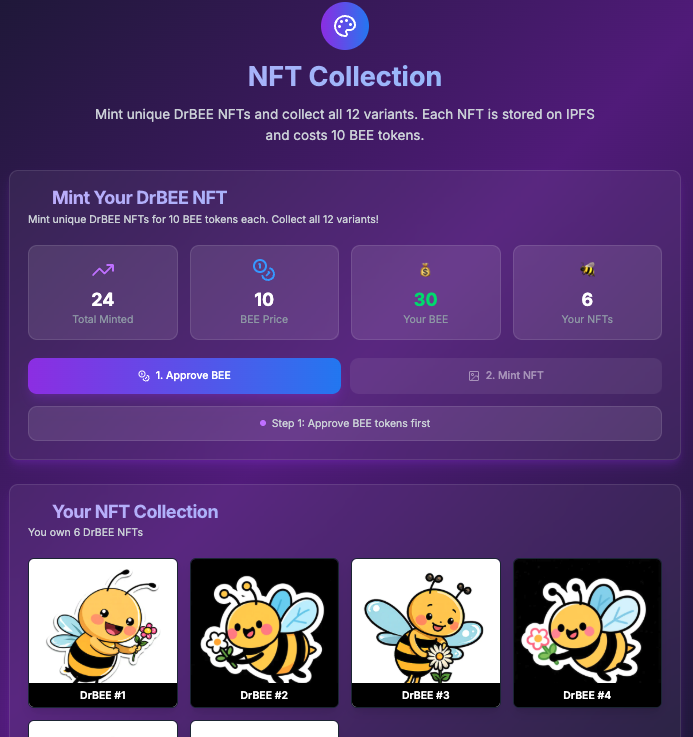 NFT Collection
Mint unique DrBEE NFTs and collect all 12 variants. Each NFT is stored on IPFS
and costs 10 BEE tokens.
Mint Your DrBEE NFT
Mint unique DrBEE NFTs for 10 BEE tokens each. Collect all 12 variants!
24
Total Minted
10
BEE Price
30
Your BEE
6
Your NFTs
1. Approve BEE
2. Mint NFT
Step 1: Approve BEE tokens first
Your NFT Collection
You own 6 DrBEE NFTs
DrBEE #1
DrBEE #2
DrBEE #3
DrBEE #4